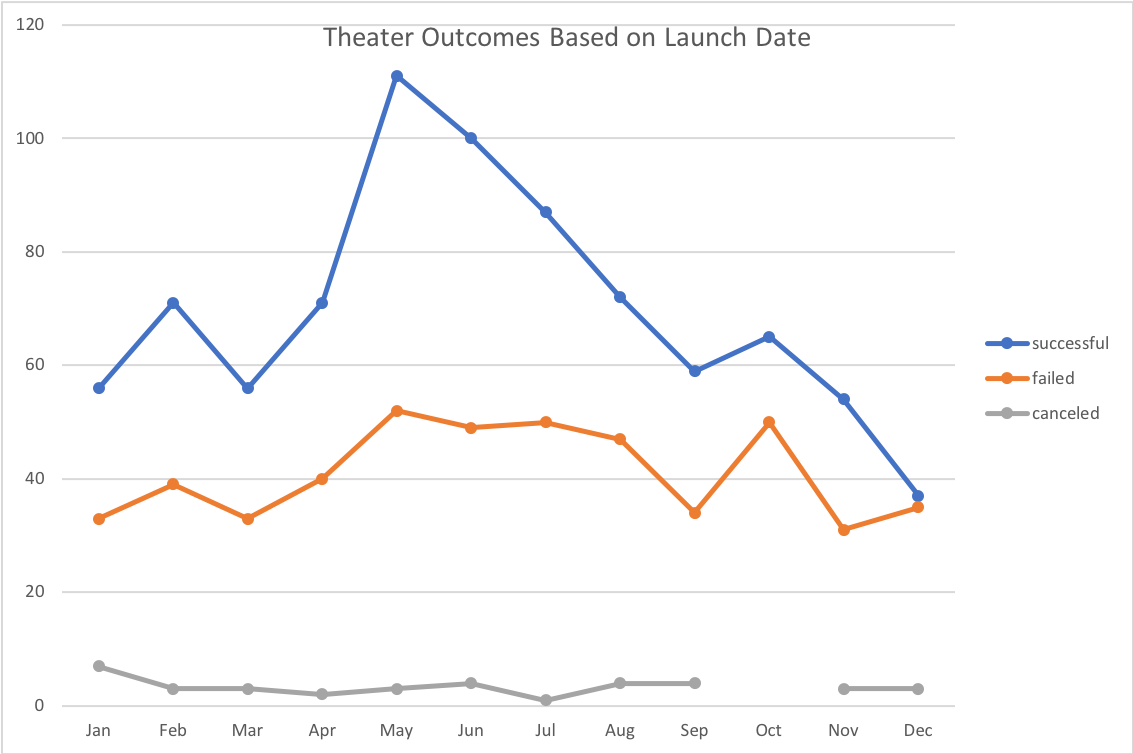 Theater Outcomes Based on Launch Date
120
100
80
60
40
20
0
Jan Feb Mar Apr May Jun Jul Aug Sep Oct Nov Dec
successful
failed
canceled